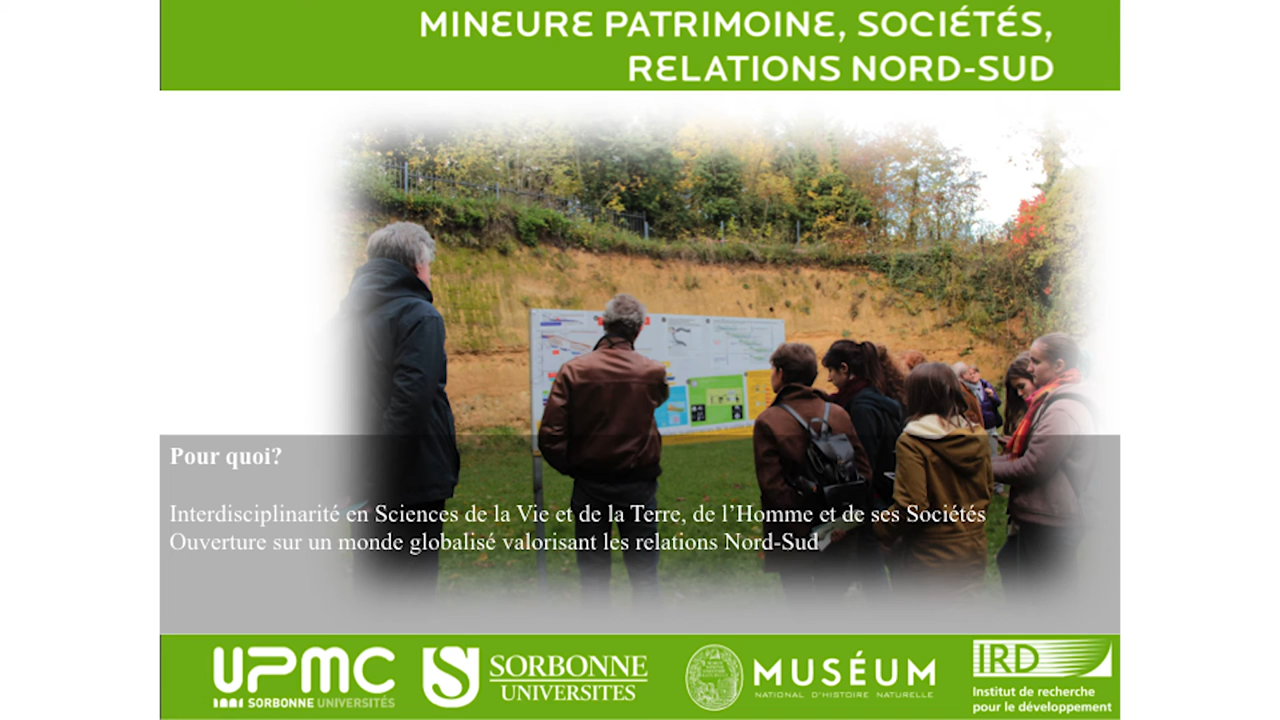 MINEURE PATRIMOINE, SOCIÉTÉS,
RELATIONS NORD-SUD
Pour quoi?
Interdisciplinarité en Sciences de la Vie et de la Terre, de l’Homme et de ses Sociétés
Ouverture sur un monde globalisé valorisant les relations Nord-Sud
UPMC
SORBONNE UNIVERSITÉS
SORBONNE
UNIVERSITES
MUSÉUM
NATIONAL D'HISTOIRE NATURELLE
IRD
Institut de recherche
pour le développement